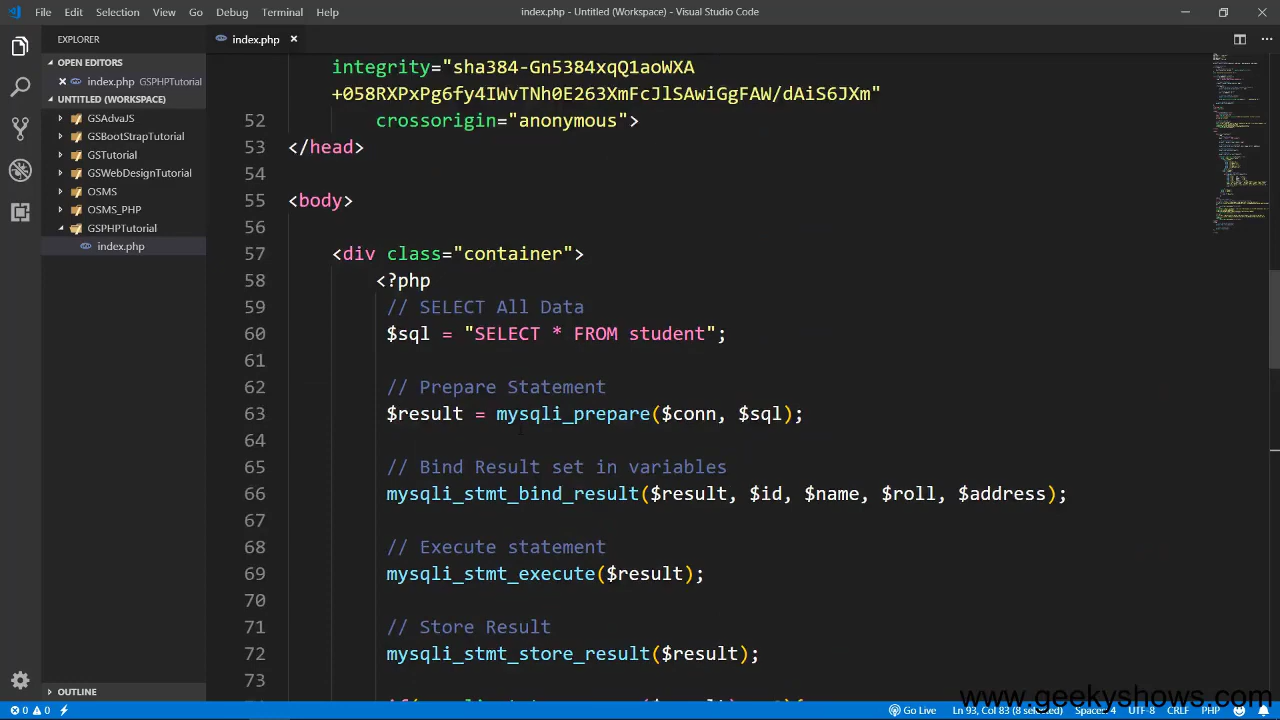 File Edit Selection View Go Debug Terminal Help
index.php - Untitled (Workspace) - Visual Studio Code
EXPLORER
index.php ×
OPEN EDITORS
× index.php GSPHPTutorial
UNTITLED (WORKSPACE)
GSAdvaJS
GSBootStrapTutorial
GSTutorial
GSWebDesignTutorial
OSMS
OSMS_PHP
GSPHPTutorial
index.php
OUTLINE
integrity="sha384-Gn5384xqQ1aoWXA
+058RXPxPg6fy4IWvTNh0E263XmFcJlSAwiGgFAW/dAiS6JXm"
52 crossorigin="anonymous">
53 </head>
54
55 <body>
56
57 <div class="container">
58 <?php
59 // SELECT All Data
60 $sql = "SELECT * FROM student";
61
62 // Prepare Statement
63 $result = mysqli_prepare($conn, $sql);
64
65 // Bind Result set in variables
66 mysqli_stmt_bind_result($result, $id, $name, $roll, $address);
67
68 // Execute statement
69 mysqli_stmt_execute($result);
70
71 // Store Result
72 mysqli_stmt_store_result($result);
73
0 0
Go Live Ln 93, Col 83 (8 selected) Spaces: 4 UTF-8 CRLF PHP
www.geekyshows.com